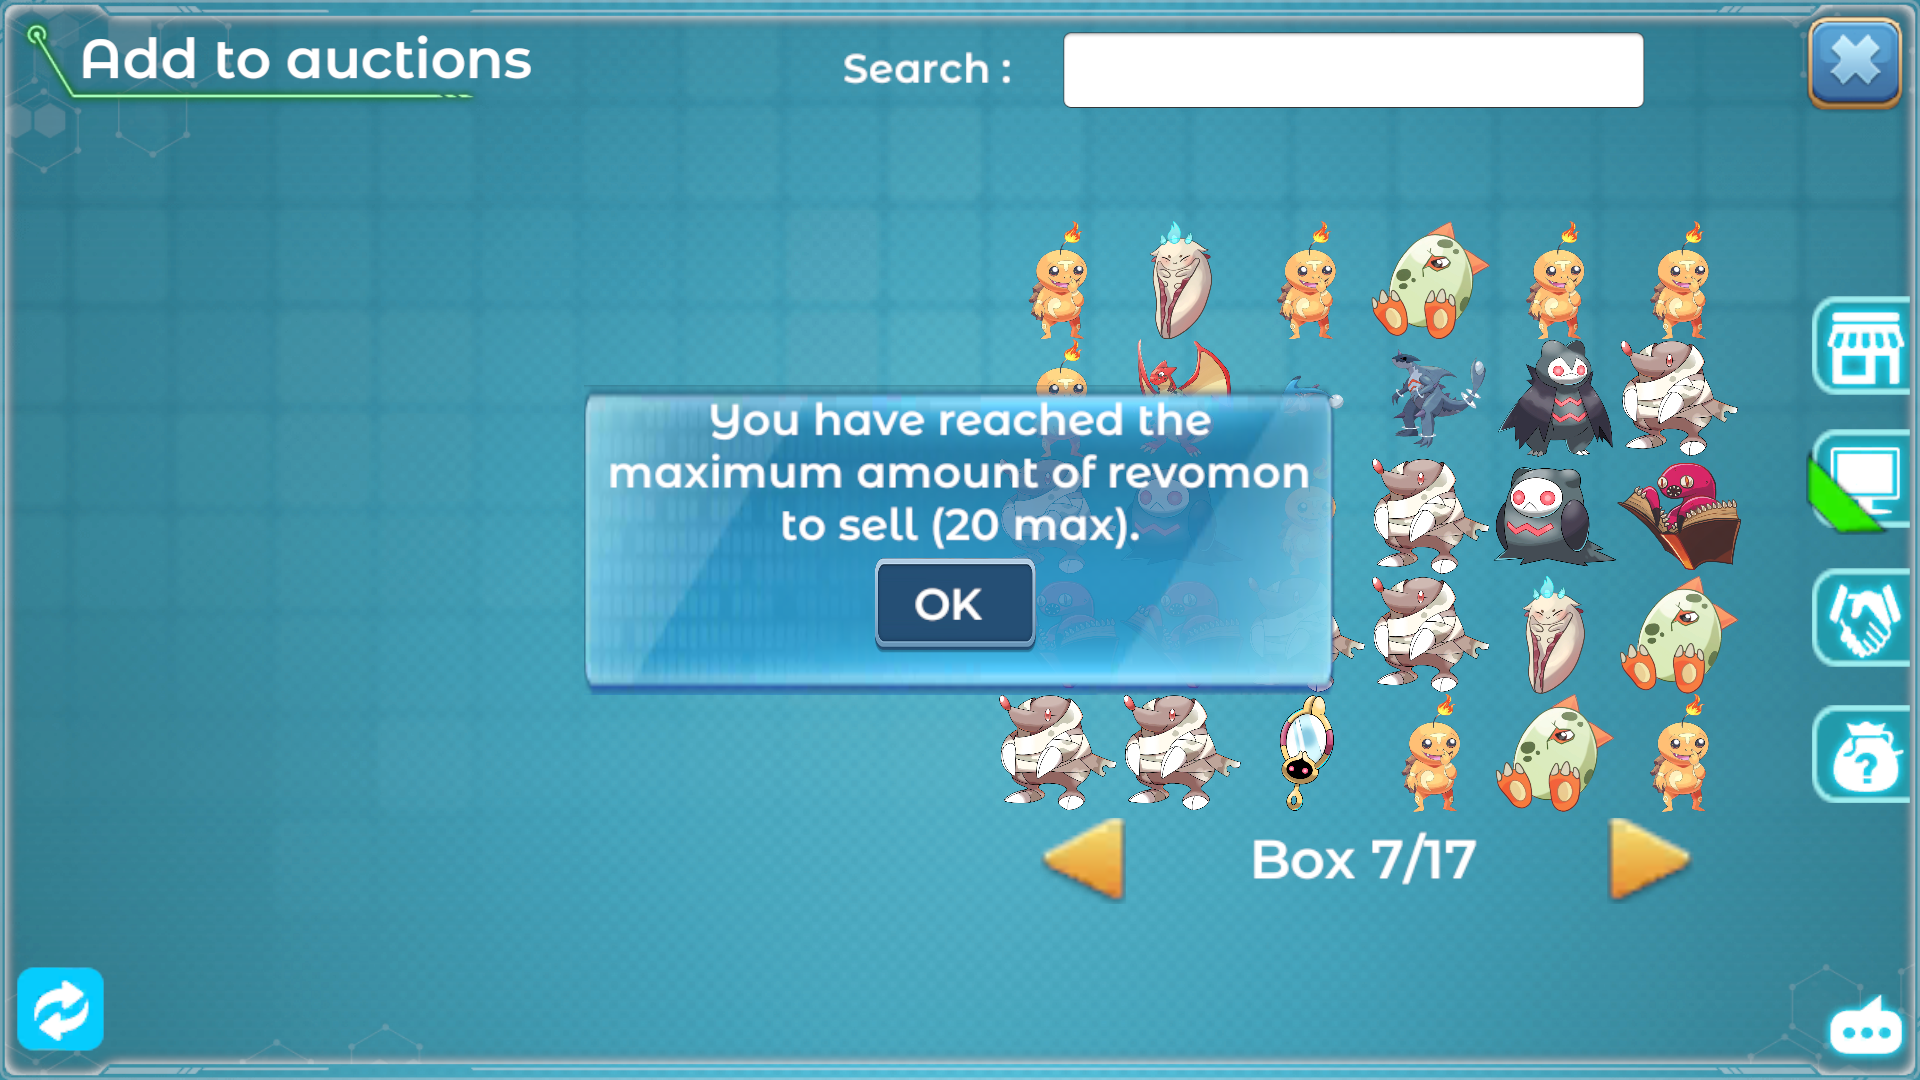 Add to auctions
Search :
You have reached the
maximum amount of revomon
to sell (20 max).
OK
Box 7/17
?